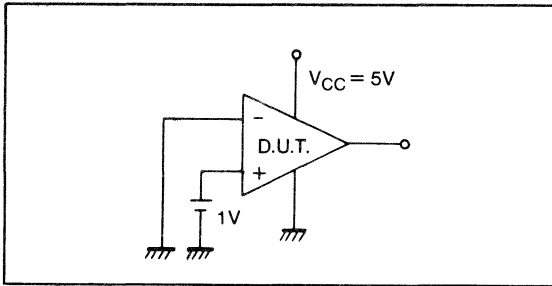 V_CC = 5V
-
D.U.T.
+
1V